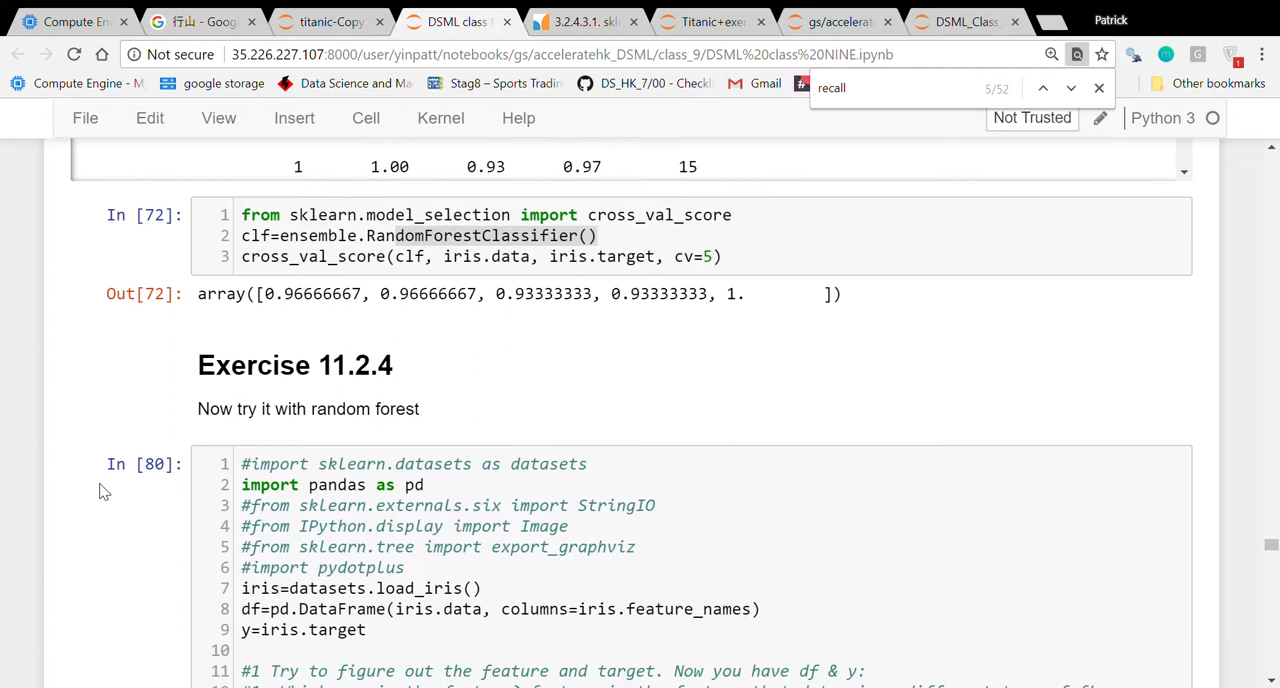 Compute En
行山 - Goog
titanic-Copy
DSML class N
3.2.4.3.1. skl
Titanic+exer
gs/accelerat
DSML_Class_
Patrick
Not secure
35.226.227.107:8000/user/yinpatt/notebooks/gs/acceleratehk_DSML/class_9/DSML%20class%20NINE.ipynb
Compute Engine - M
google storage
Data Science and Ma
Stag8 – Sports Tradin
DS_HK_7/00 - Checkl
Gmail
Other bookmarks
recall
5/52
File Edit View Insert Cell Kernel Help
Not Trusted
Python 3
1 1.00 0.93 0.97 15
In [72]:
1 from sklearn.model_selection import cross_val_score
2 clf=ensemble.RandomForestClassifier()
3 cross_val_score(clf, iris.data, iris.target, cv=5)
Out[72]: array([0.96666667, 0.96666667, 0.93333333, 0.93333333, 1. ])
Exercise 11.2.4
Now try it with random forest
In [80]:
1 #import sklearn.datasets as datasets
2 import pandas as pd
3 #from sklearn.externals.six import StringIO
4 #from IPython.display import Image
5 #from sklearn.tree import export_graphviz
6 #import pydotplus
7 iris=datasets.load_iris()
8 df=pd.DataFrame(iris.data, columns=iris.feature_names)
9 y=iris.target
10
11 #1 Try to figure out the feature and target. Now you have df & y: